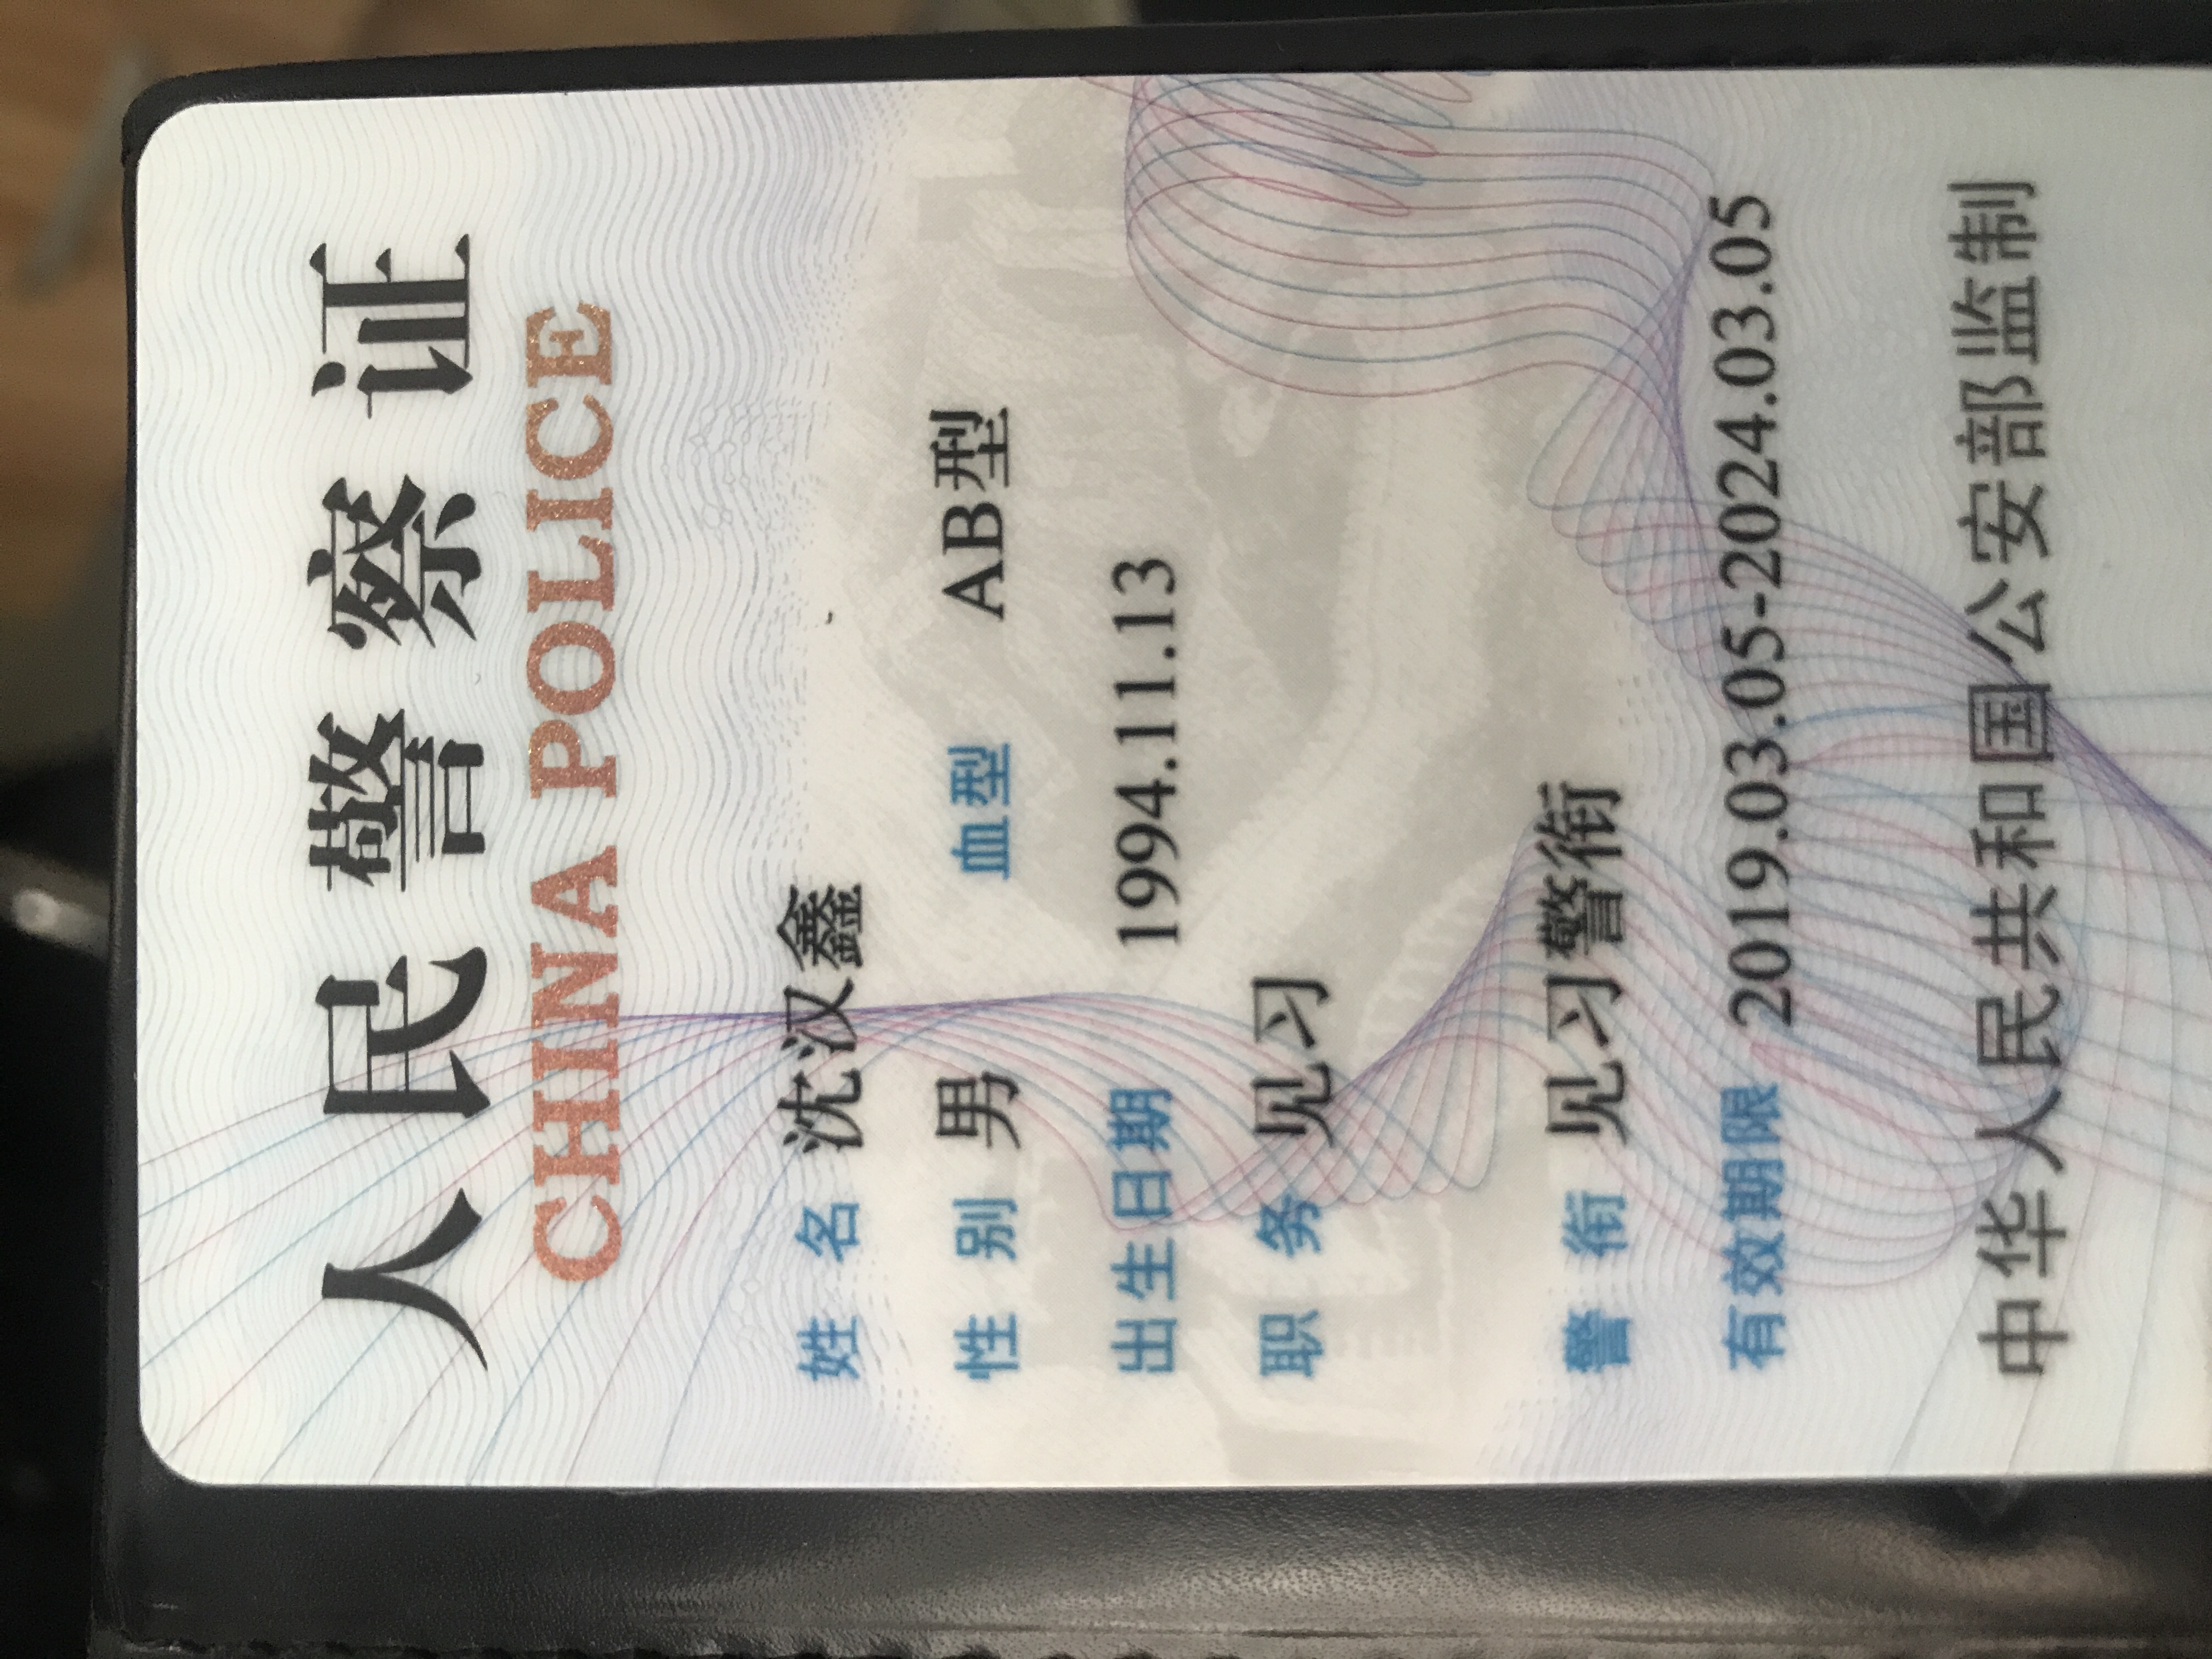 人民警察证
CHINA POLICE
姓名 沈汉鑫
性别 男 血型 AB型
出生日期 1994.11.13
职务 见习
警衔 见习警衔
有效期限 2019.03.05-2024.03.05
中华人民共和国公安部监制